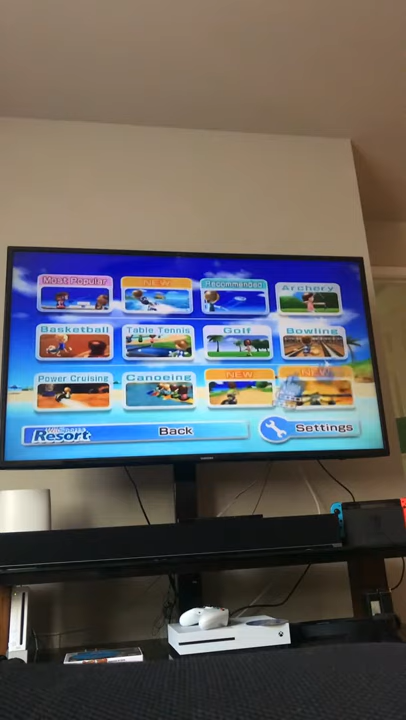 Most Popular
NEW
Recommended
Archery
Basketball
Table Tennis
Golf
Bowling
Power Cruising
Canoeing
NEW
NEW
Resort
Back
Settings